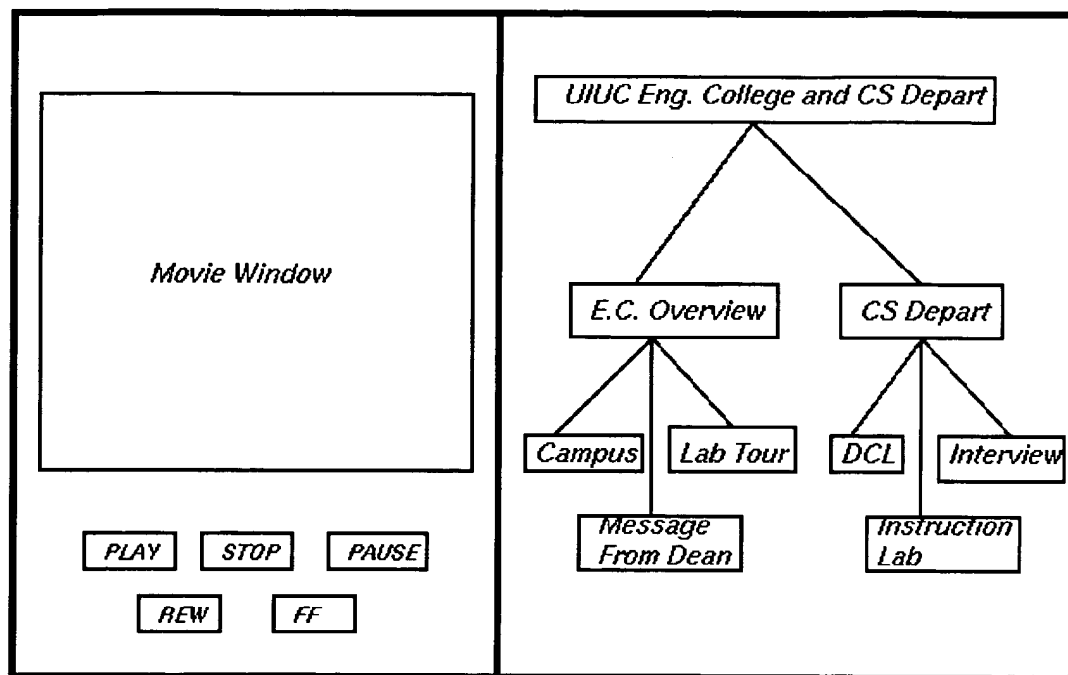 Movie Window
PLAY
STOP
PAUSE
REW
FF
UIUC Eng. College and CS Depart
E.C. Overview
CS Depart
Campus
Lab Tour
DCL
Interview
Message
From Dean
Instruction
Lab